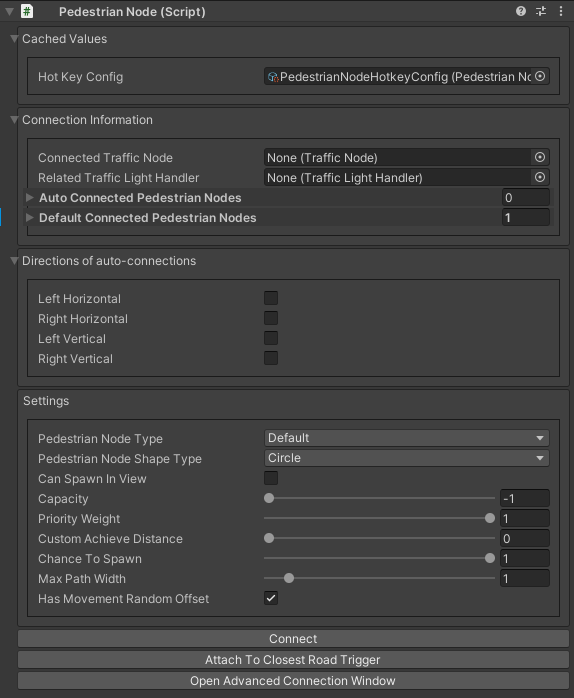 Pedestrian Node (Script)
Cached Values
Hot Key Config PedestrianNodeHotkeyConfig (Pedestrian No
Connection Information
Connected Traffic Node None (Traffic Node)
Related Traffic Light Handler None (Traffic Light Handler)
Auto Connected Pedestrian Nodes 0
Default Connected Pedestrian Nodes 1
Directions of auto-connections
Left Horizontal
Right Horizontal
Left Vertical
Right Vertical
Settings
Pedestrian Node Type Default
Pedestrian Node Shape Type Circle
Can Spawn In View
Capacity -1
Priority Weight 1
Custom Achieve Distance 0
Chance To Spawn 1
Max Path Width 1
Has Movement Random Offset
Connect
Attach To Closest Road Trigger
Open Advanced Connection Window